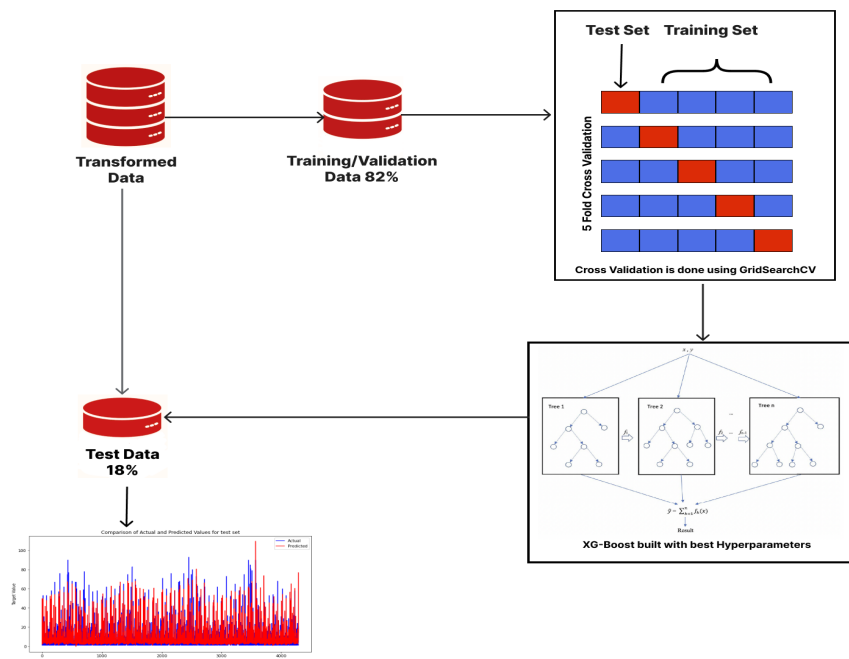 Test Set Training Set
5 Fold Cross Validation
Cross Validation is done using GridSearchCV
Transformed
Data
Training/Validation
Data 82%
x , y
Tree 1
Tree 2
Tree n
Result
XG-Boost built with best Hyperparameters
Test Data
18%
Comparison of Actual and Predicted Values for test set
Actual
Predicted
Target Value
100
80
60
40
20
0
0 1000 2000 3000 4000